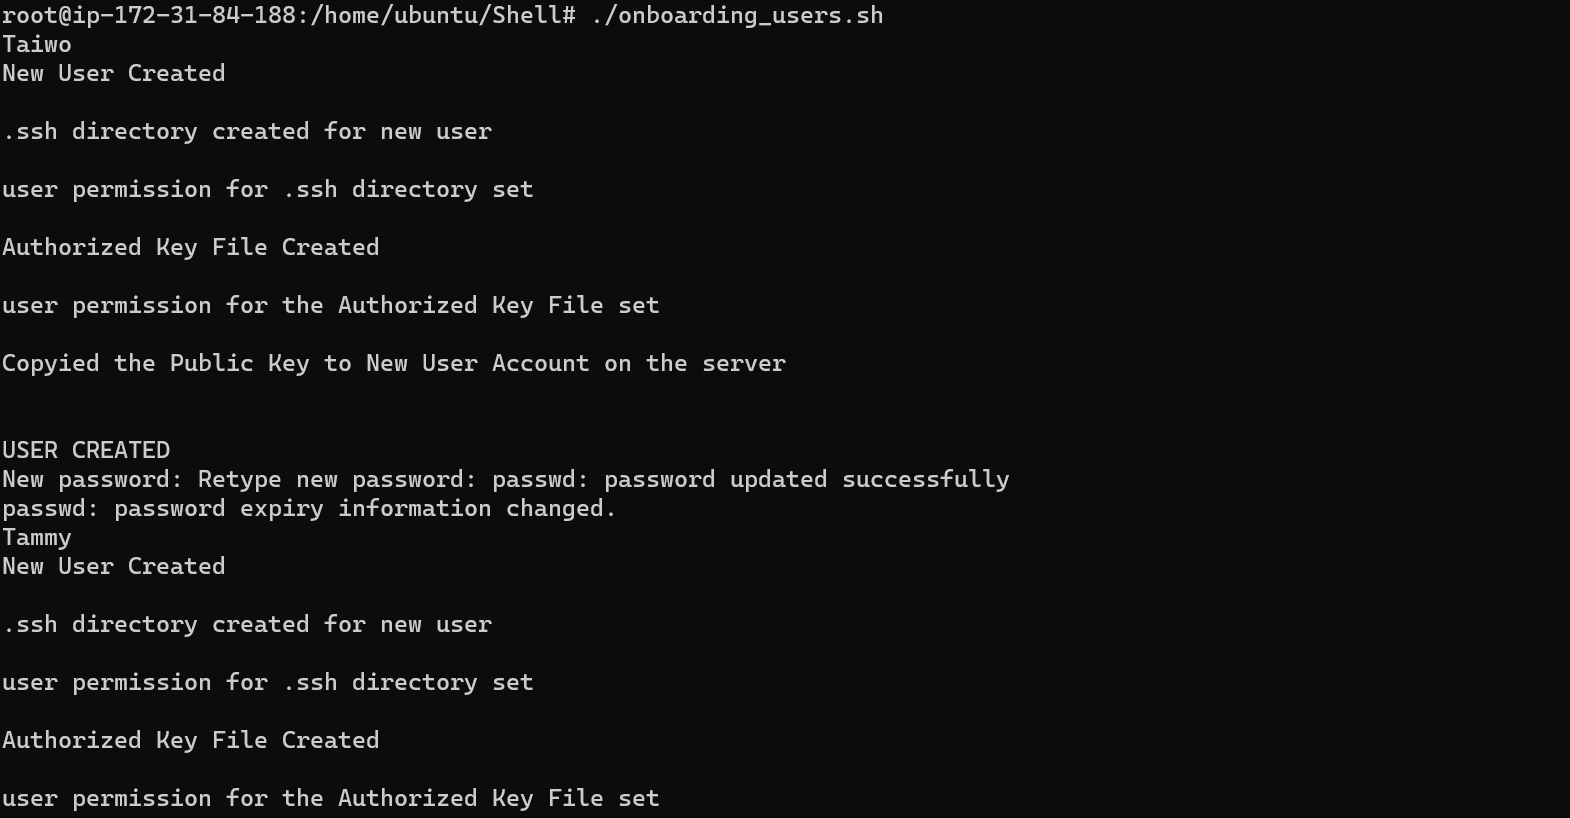 root@ip-172-31-84-188:/home/ubuntu/Shell# ./onboarding_users.sh
Taiwo
New User Created
.ssh directory created for new user
user permission for .ssh directory set
Authorized Key File Created
user permission for the Authorized Key File set
Copyied the Public Key to New User Account on the server
USER CREATED
New password: Retype new password: passwd: password updated successfully
passwd: password expiry information changed.
Tammy
New User Created
.ssh directory created for new user
user permission for .ssh directory set
Authorized Key File Created
user permission for the Authorized Key File set